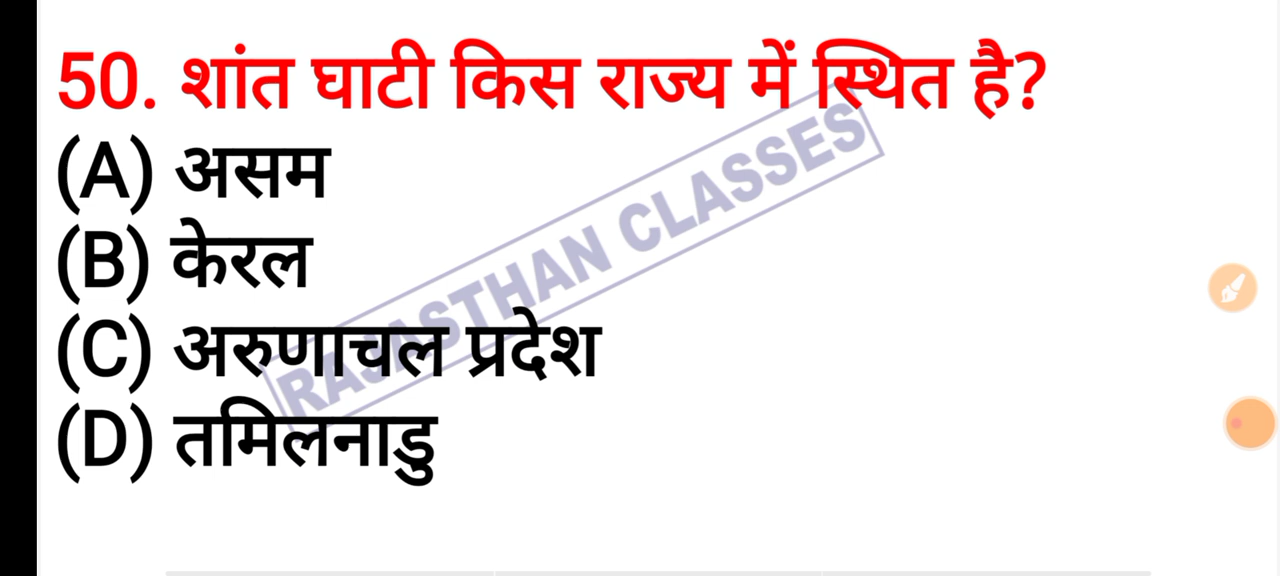 50. शांत घाटी किस राज्य में स्थित है?
(A) असम
(B) केरल
(C) अरुणाचल प्रदेश
(D) तमिलनाडु
RAJASTHAN CLASSES